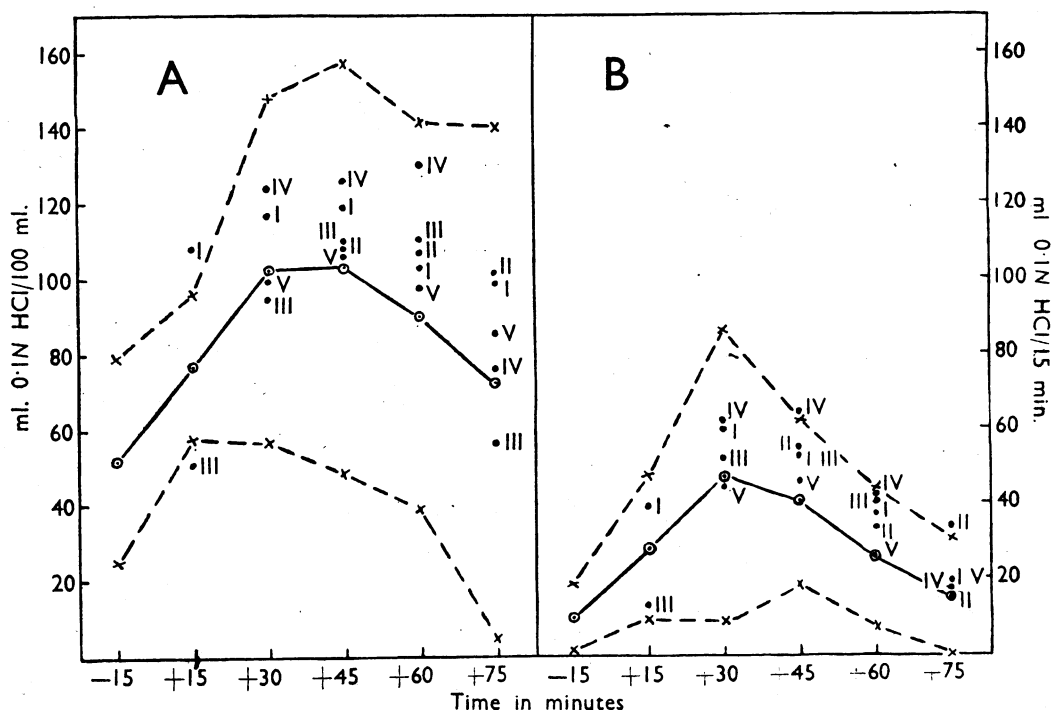 A
B
160
140
120
100
80
60
40
20
ml. 0·1N HCl/100 ml.
I
III
IV
I
V
III
IV
I
III
II
V
IV
III
II
I
V
II
I
V
IV
III
−15 +15 +30 +45 +60 +75
I
III
IV
I
III
V
IV
II
I III
V
IV
III
I
II
V
II
IV
I V
II
−15 +15 +30 +45 +60 +75
160
140
120
100
80
60
40
20
ml. 0·1N HCl/15 min.
Time in minutes